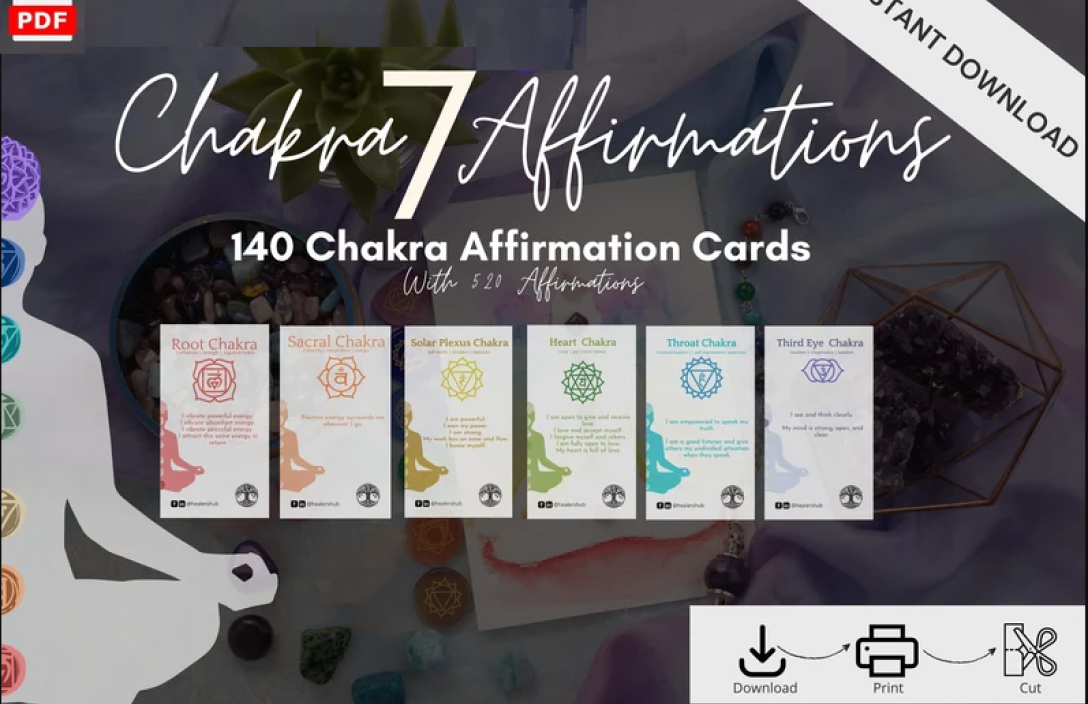 PDF
STANT DOWNLOAD
Chakra 7 Affirmations
140 Chakra Affirmation Cards
With 520 Affirmations
Root Chakra
I vibrate powerful energy
I vibrate abundant energy
I vibrate peaceful energy
I attract this same energy in
return
@healershub
Sacral Chakra
Positive energy surrounds me
wherever I go
@healershub
Solar Plexus Chakra
I am powerful.
I own my power.
I am strong.
My work has an ease and flow
I honor myself.
@healershub
Heart Chakra
I am open to give and receive
love.
I love and accept myself
I forgive myself and others
I am fully open to love.
My heart is full of love.
@healershub
Throat Chakra
I am empowered to speak my
truth.
I am a good listener and give
others my undivided attention
when they speak.
@healershub
Third Eye Chakra
I see and think clearly
My mind is strong, open, and
clear
@healershub
Download
Print
Cut